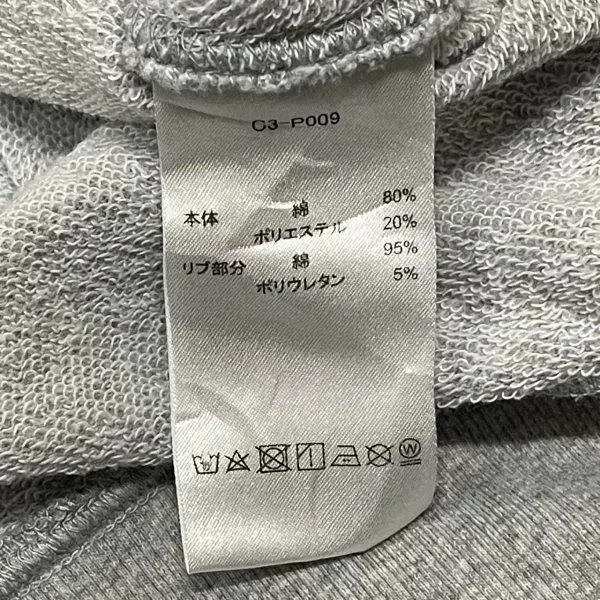 C3-P009
本体 綿 80%
ポリエステル 20%
リブ部分 綿 95%
ポリウレタン 5%
W